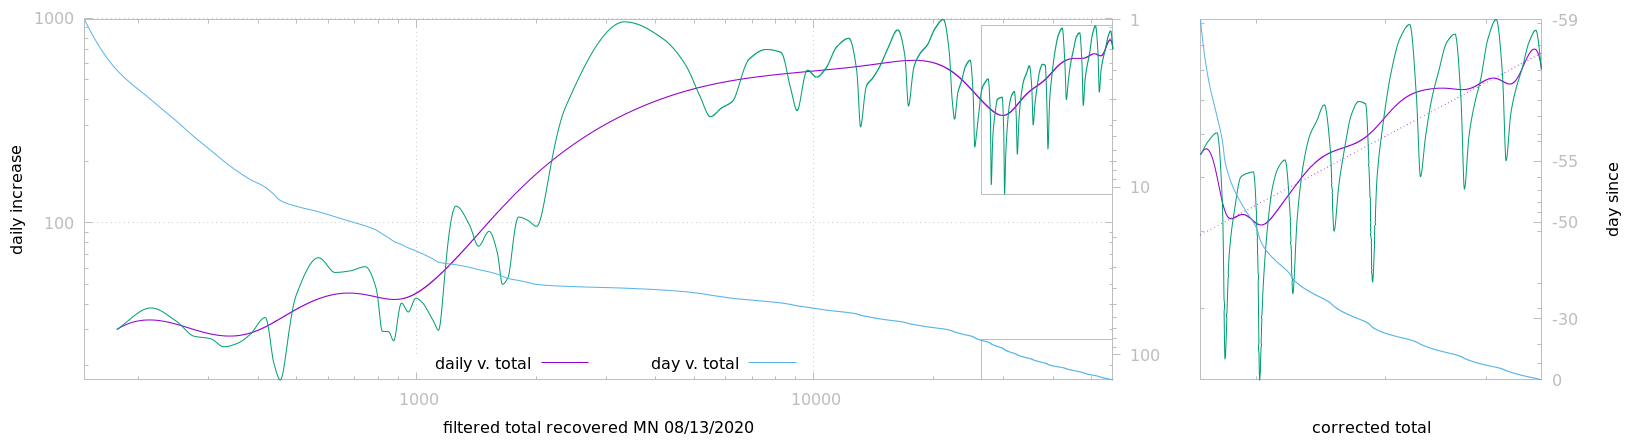 1000
100
daily increase
1000
10000
1
10
100
daily v. total
day v. total
filtered total recovered MN 08/13/2020
-59
-55
-50
-30
0
day since
corrected total